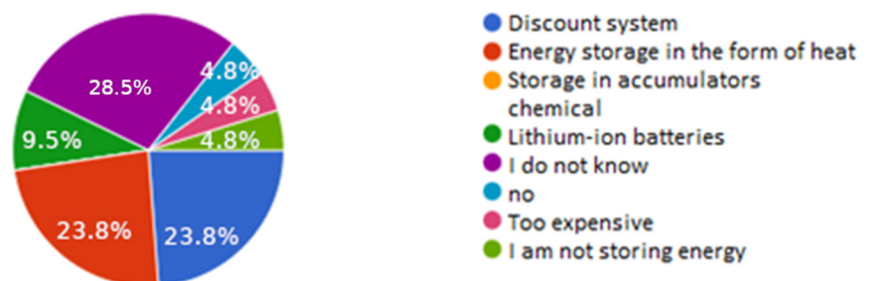 4.8%
28.5%
4.8%
9.5%
4.8%
23.8%
23.8%
Discount system
Energy storage in the form of heat
Storage in accumulators
chemical
Lithium-ion batteries
I do not know
no
Too expensive
I am not storing energy